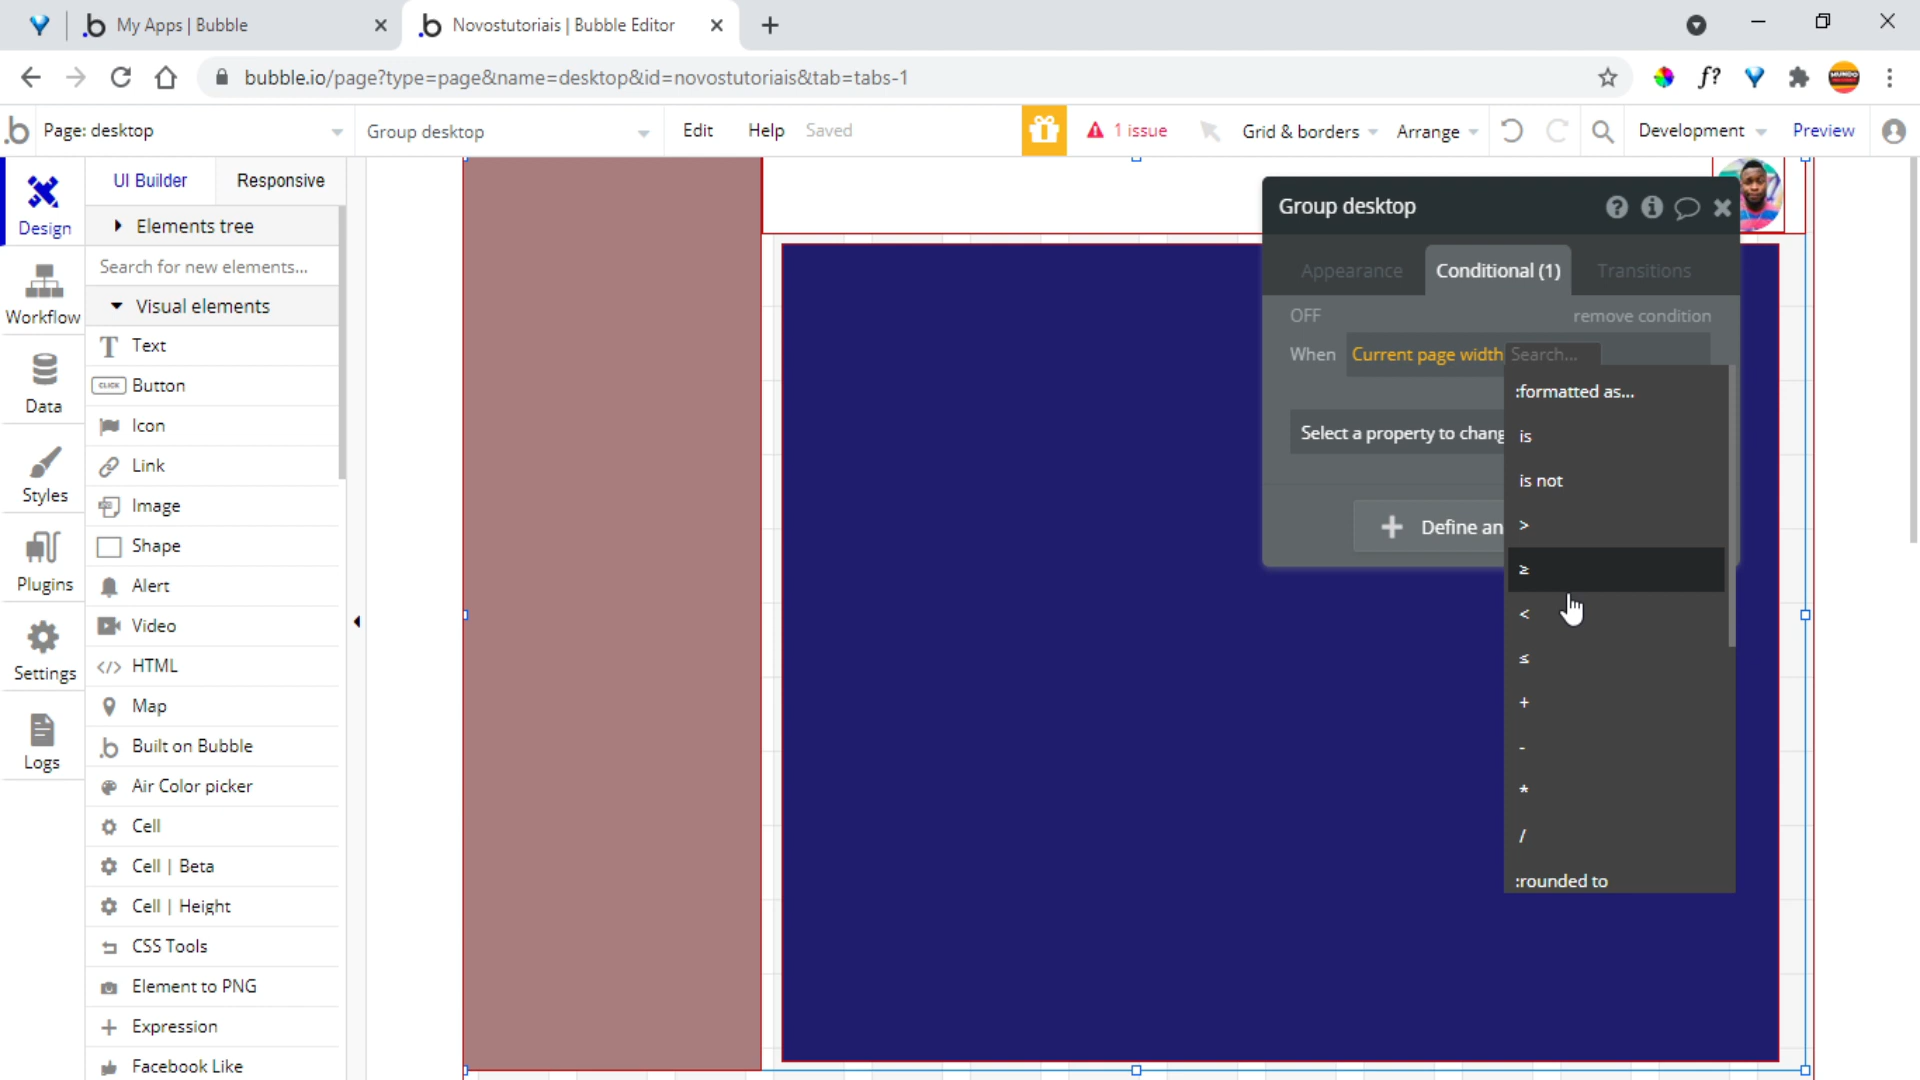 My Apps | Bubble
Novostutoriais | Bubble Editor
bubble.io/page?type=page&name=desktop&id=novostutoriais&tab=tabs-1
f?
Page: desktop
Group desktop
Edit
Help
Saved
1 issue
Grid & borders
Arrange
Development
Preview
Design
Workflow
Data
Styles
Plugins
Settings
Logs
UI Builder
Responsive
Elements tree
Search for new elements...
Visual elements
Text
CLICK Button
Icon
Link
Image
Shape
Alert
Video
HTML
Map
Built on Bubble
Air Color picker
Cell
Cell | Beta
Cell | Height
CSS Tools
Element to PNG
Expression
Facebook Like
Group desktop
Appearance
Conditional (1)
Transitions
OFF
remove condition
When
Current page width
Search...
Select a property to chang
Define an
:formatted as...
is
is not
>
≥
<
≤
+
-
*
/
:rounded to